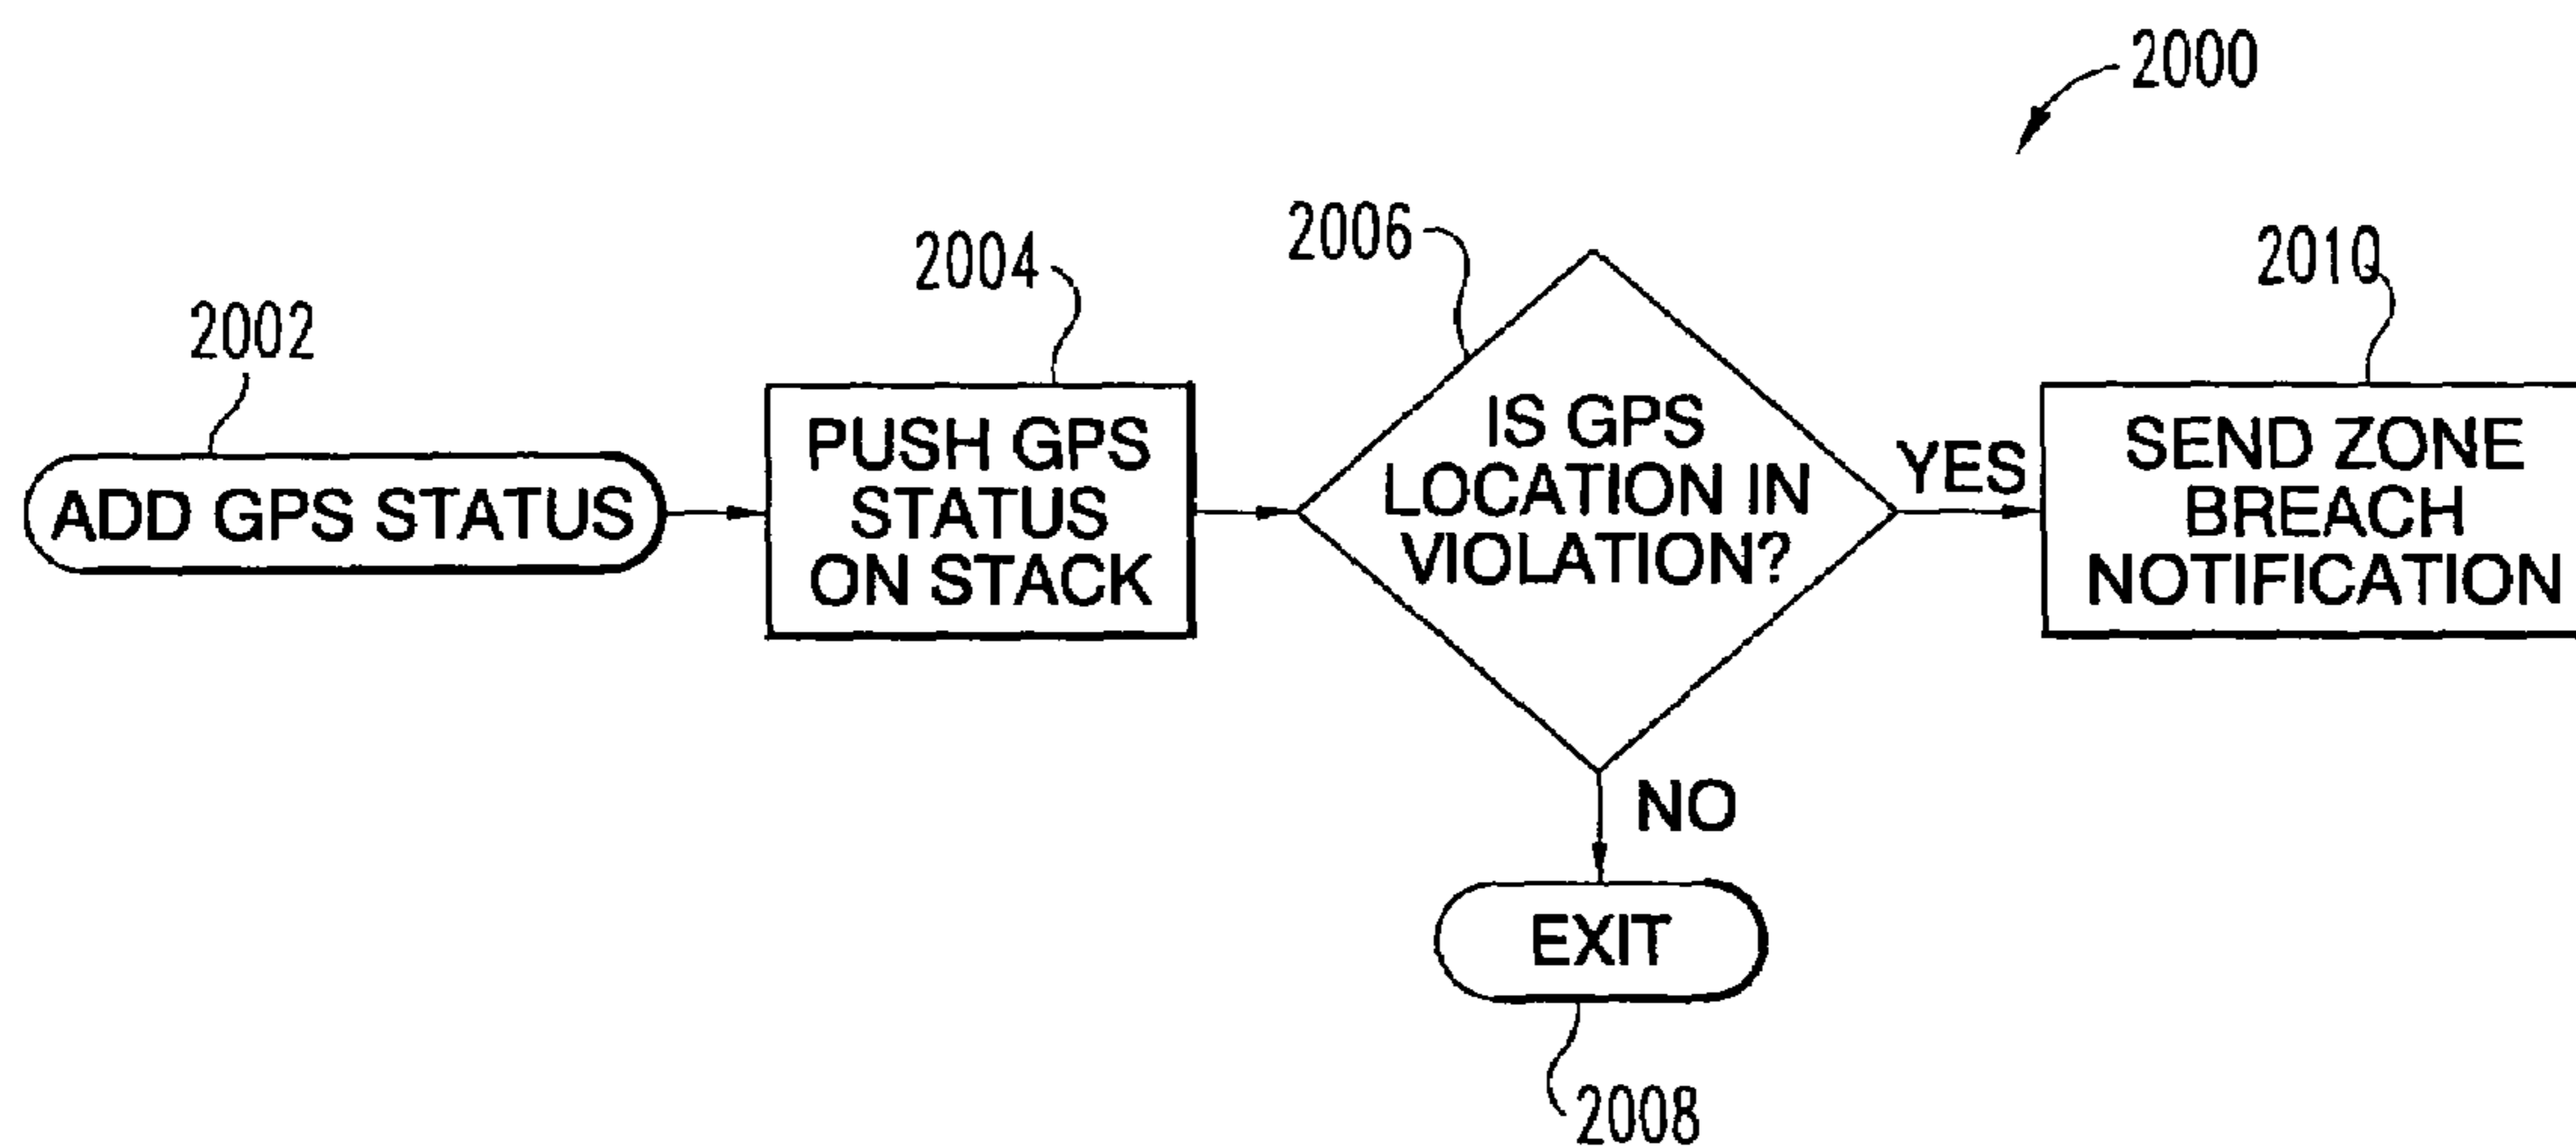 2000
2002
ADD GPS STATUS
2004
PUSH GPS
STATUS
ON STACK
2006
IS GPS
LOCATION IN
VIOLATION?
YES
2010
SEND ZONE
BREACH
NOTIFICATION
NO
EXIT
2008